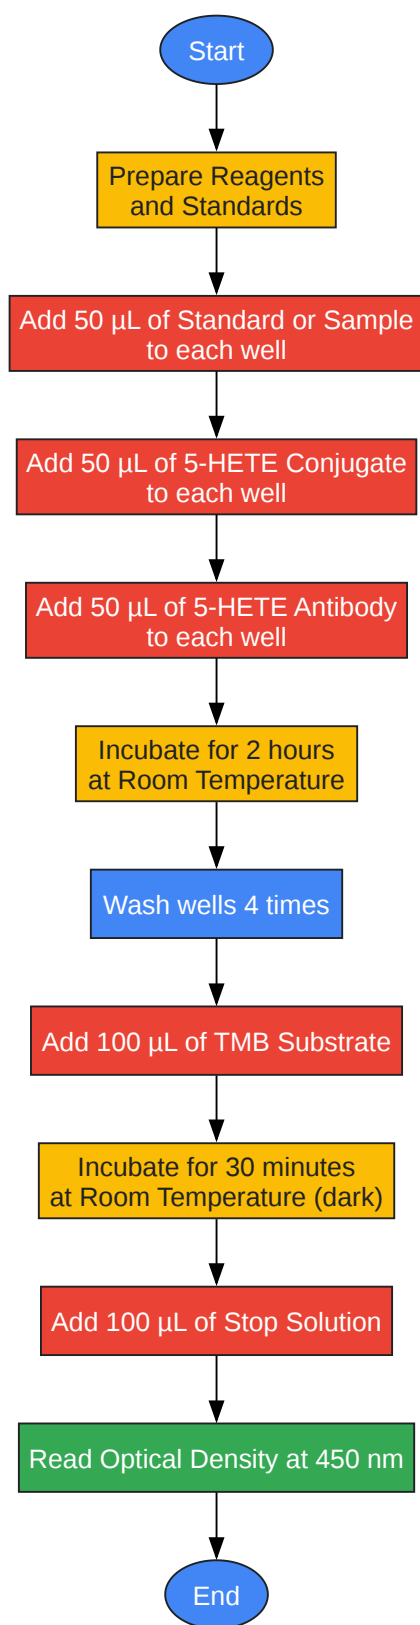 Start
Prepare Reagents
and Standards
Add 50 µL of Standard or Sample
to each well
Add 50 µL of 5-HETE Conjugate
to each well
Add 50 µL of 5-HETE Antibody
to each well
Incubate for 2 hours
at Room Temperature
Wash wells 4 times
Add 100 µL of TMB Substrate
Incubate for 30 minutes
at Room Temperature (dark)
Add 100 µL of Stop Solution
Read Optical Density at 450 nm
End